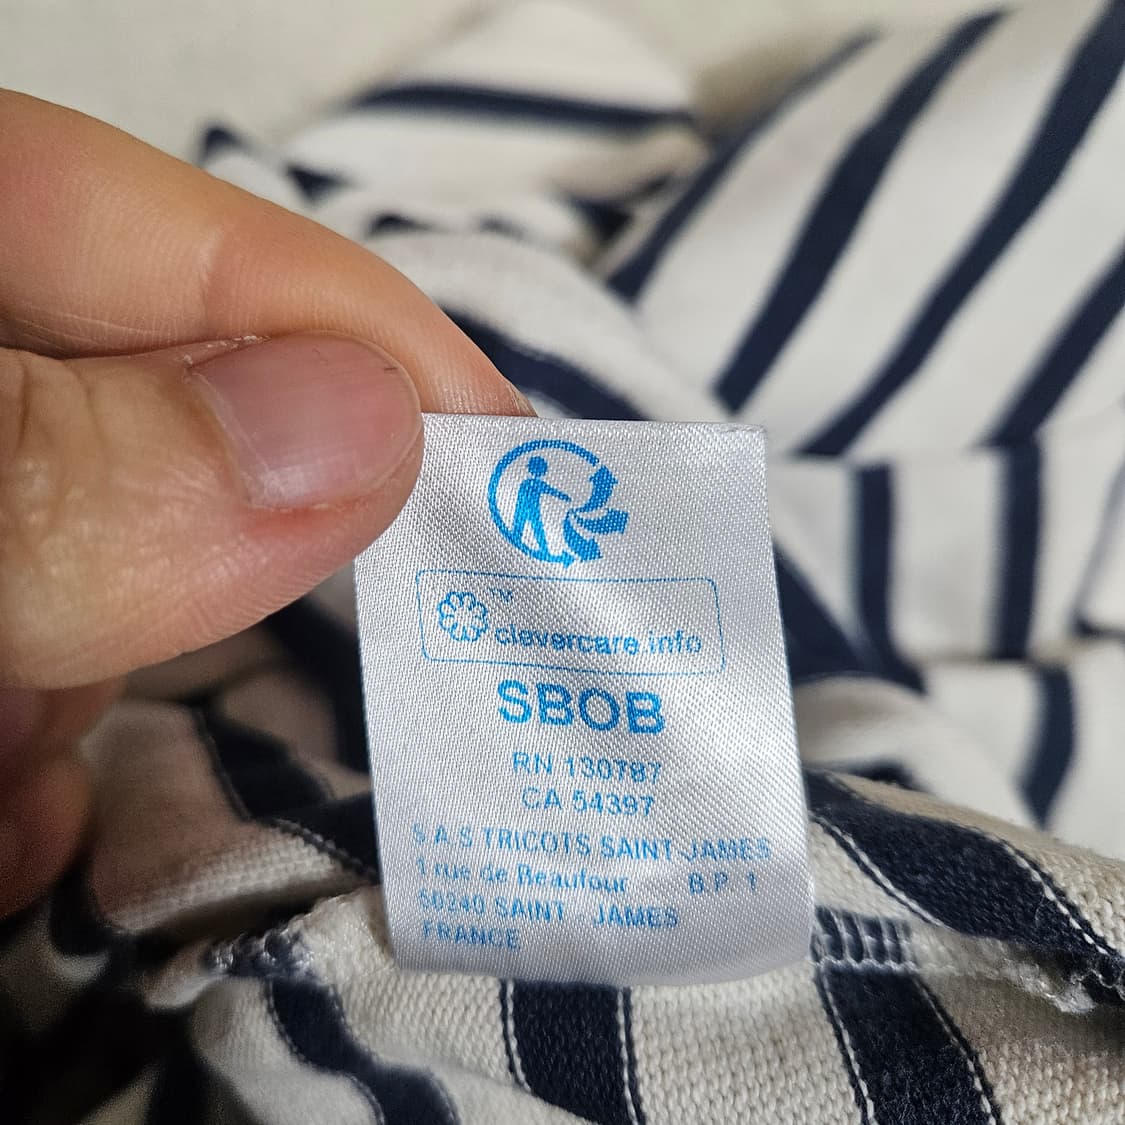 TM
clevercare.info
SBOB
RN 130787
CA 54397
S.A.S TRICOTS SAINT-JAMES
1 rue de Beaufour B P 1
50240 SAINT - JAMES
FRANCE